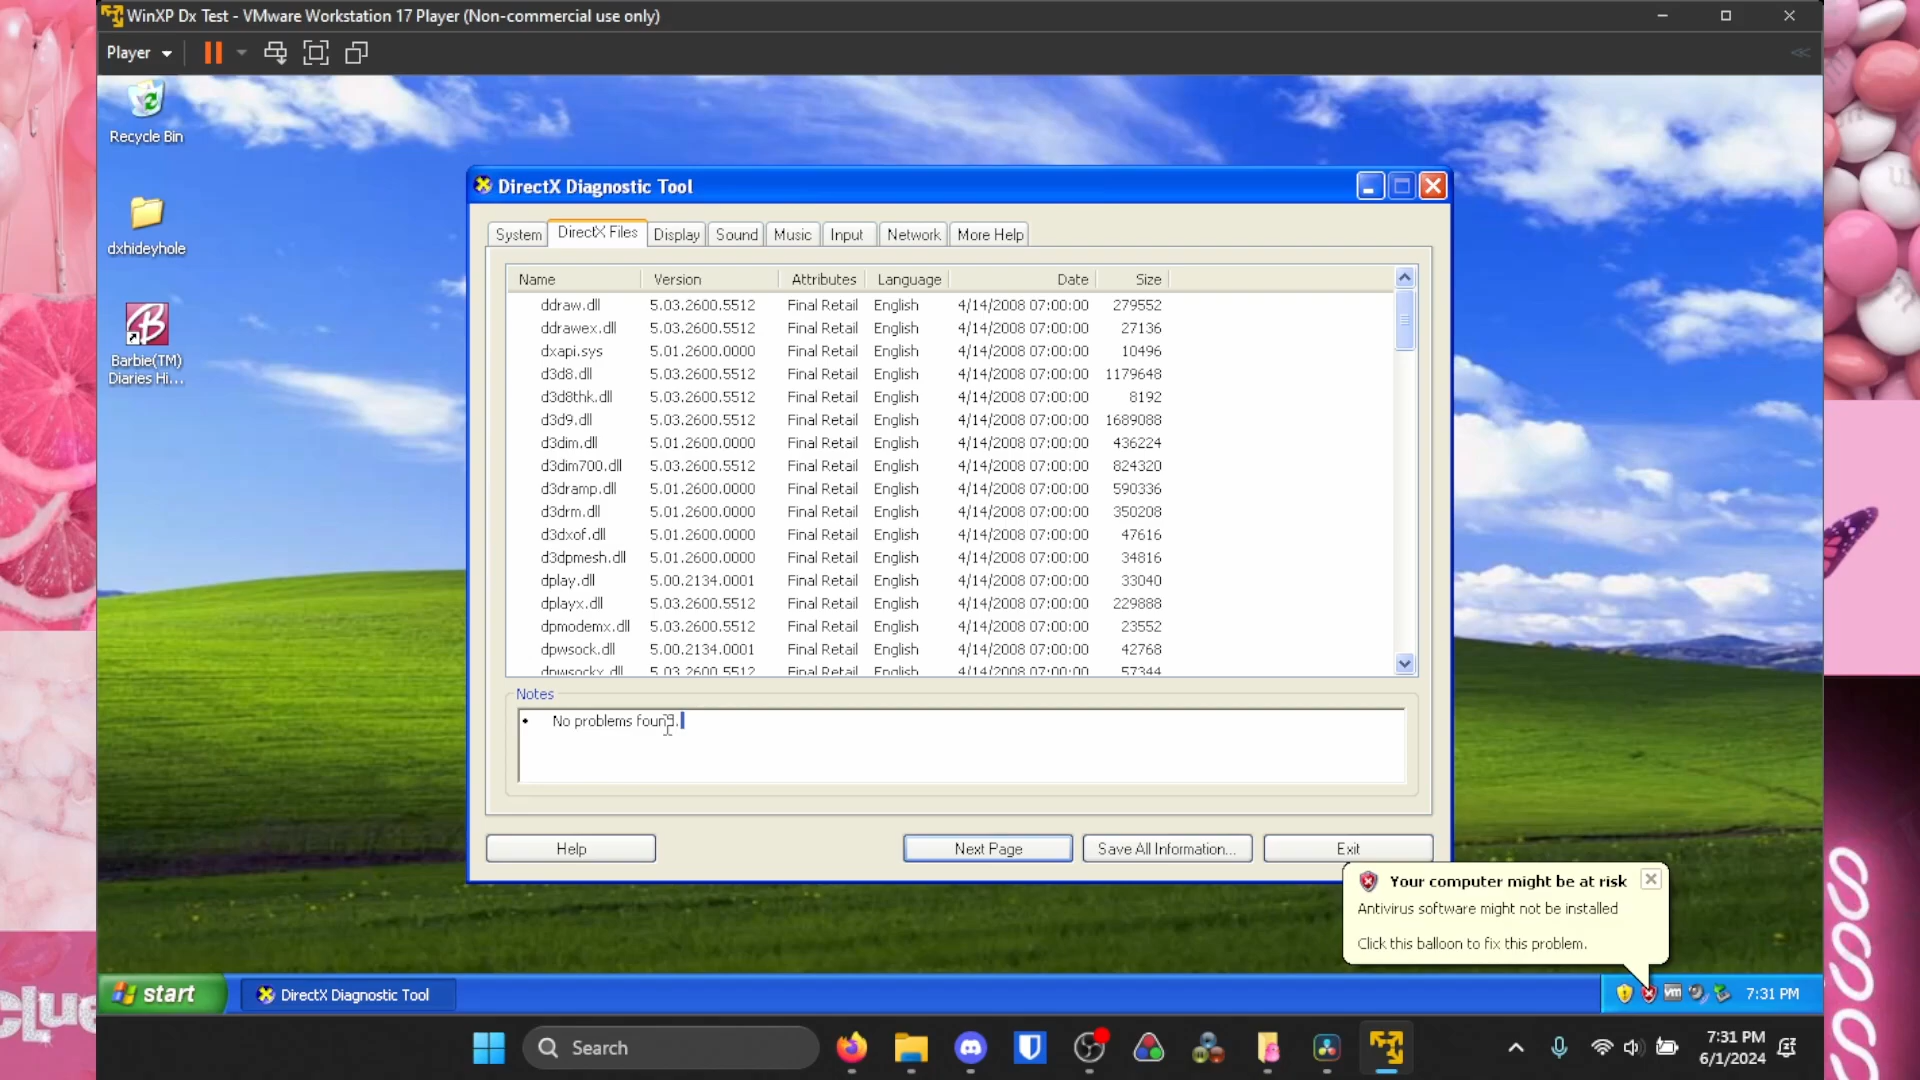 WinXP Dx Test - VMware Workstation 17 Player (Non-commercial use only)
Player
Recycle Bin
dxhideyhole
Barbie(TM)
Diaries Hi...
DirectX Diagnostic Tool
System DirectX Files Display Sound Music Input Network More Help
Name Version Attributes Language Date Size
ddraw.dll 5.03.2600.5512 Final Retail English 4/14/2008 07:00:00 279552
ddrawex.dll 5.03.2600.5512 Final Retail English 4/14/2008 07:00:00 27136
dxapi.sys 5.01.2600.0000 Final Retail English 4/14/2008 07:00:00 10496
d3d8.dll 5.03.2600.5512 Final Retail English 4/14/2008 07:00:00 1179648
d3d8thk.dll 5.03.2600.5512 Final Retail English 4/14/2008 07:00:00 8192
d3d9.dll 5.03.2600.5512 Final Retail English 4/14/2008 07:00:00 1689088
d3dim.dll 5.01.2600.0000 Final Retail English 4/14/2008 07:00:00 436224
d3dim700.dll 5.03.2600.5512 Final Retail English 4/14/2008 07:00:00 824320
d3dramp.dll 5.01.2600.0000 Final Retail English 4/14/2008 07:00:00 590336
d3drm.dll 5.01.2600.0000 Final Retail English 4/14/2008 07:00:00 350208
d3dxof.dll 5.01.2600.0000 Final Retail English 4/14/2008 07:00:00 47616
d3dpmesh.dll 5.01.2600.0000 Final Retail English 4/14/2008 07:00:00 34816
dplay.dll 5.00.2134.0001 Final Retail English 4/14/2008 07:00:00 33040
dplayx.dll 5.03.2600.5512 Final Retail English 4/14/2008 07:00:00 229888
dpmodemx.dll 5.03.2600.5512 Final Retail English 4/14/2008 07:00:00 23552
dpwsock.dll 5.00.2134.0001 Final Retail English 4/14/2008 07:00:00 42768
dpwsockx.dll 5.03.2600.5512 Final Retail English 4/14/2008 07:00:00 57344
Notes
• No problems found.
Help Next Page Save All Information... Exit
Your computer might be at risk
Antivirus software might not be installed
Click this balloon to fix this problem.
start DirectX Diagnostic Tool vm 7:31 PM
Search
7:31 PM
6/1/2024